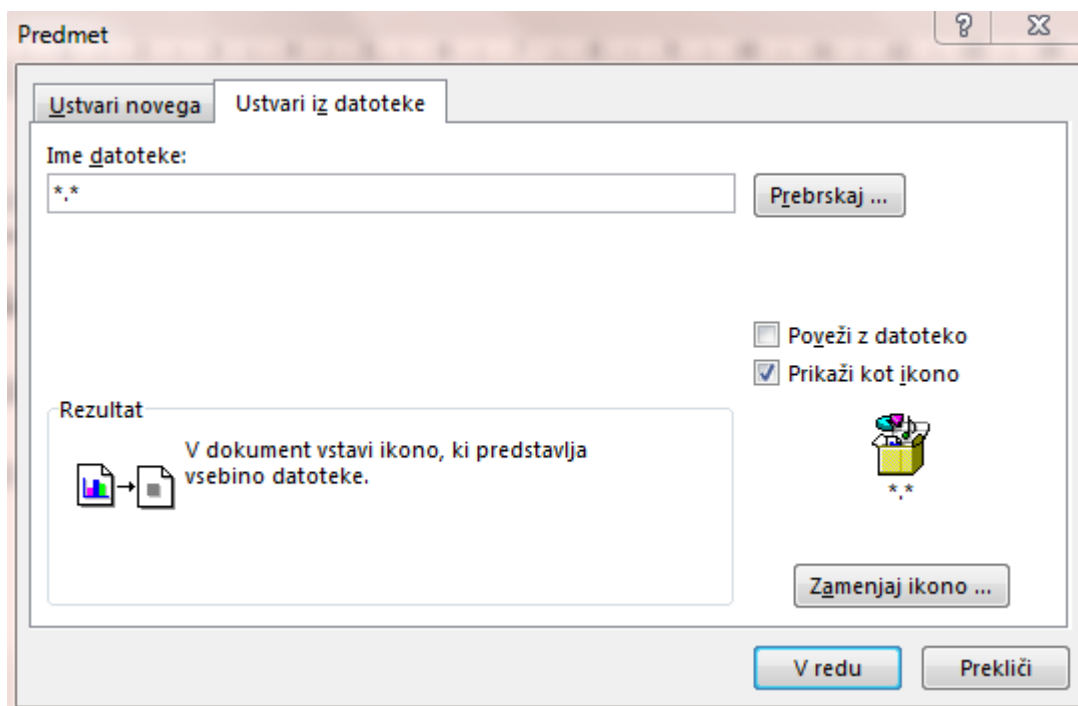 Predmet
Ustvari novega
Ustvari iz datoteke
Ime datoteke:
*.*
Prebrskaj ...
Poveži z datoteko
Prikaži kot ikono
Rezultat
V dokument vstavi ikono, ki predstavlja
vsebino datoteke.
*.*
Zamenjaj ikono ...
V redu
Prekliči